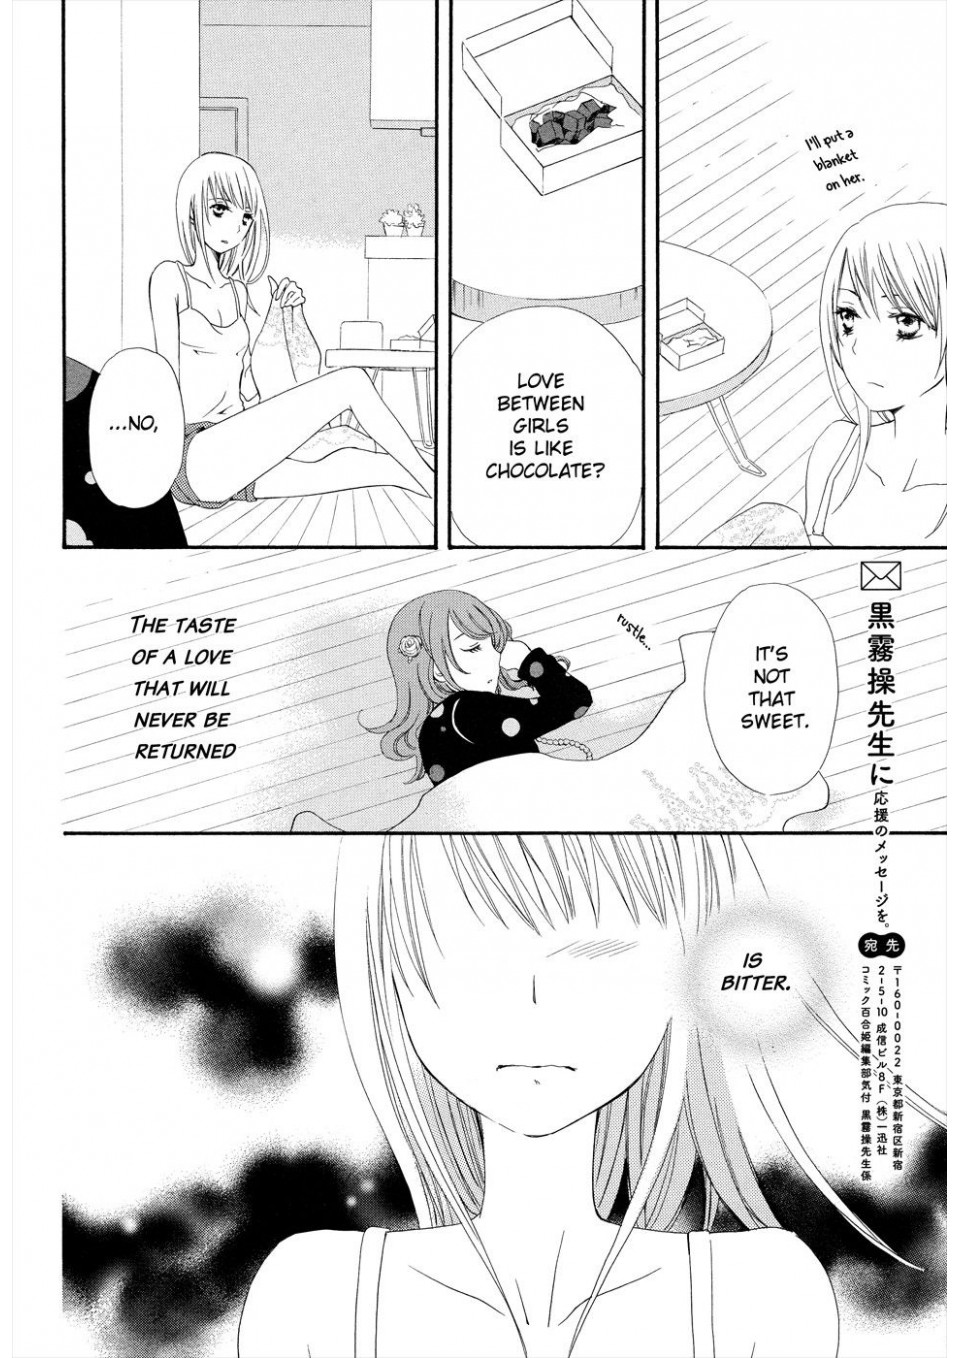 I'll put a
blanket
on her.
LOVE
BETWEEN
GIRLS
IS LIKE
CHOCOLATE?
...NO,
IT'S
NOT
THAT
SWEET.
rustle...
THE TASTE
OF A LOVE
THAT WILL
NEVER BE
RETURNED
IS
BITTER.
黒霧操先生に
応援のメッセージを。
宛先
〒160-0022 東京都新宿区新宿
2-5-10 成信ビル8F (株)一迅社
コミック百合姫編集部気付 黒霧操先生係